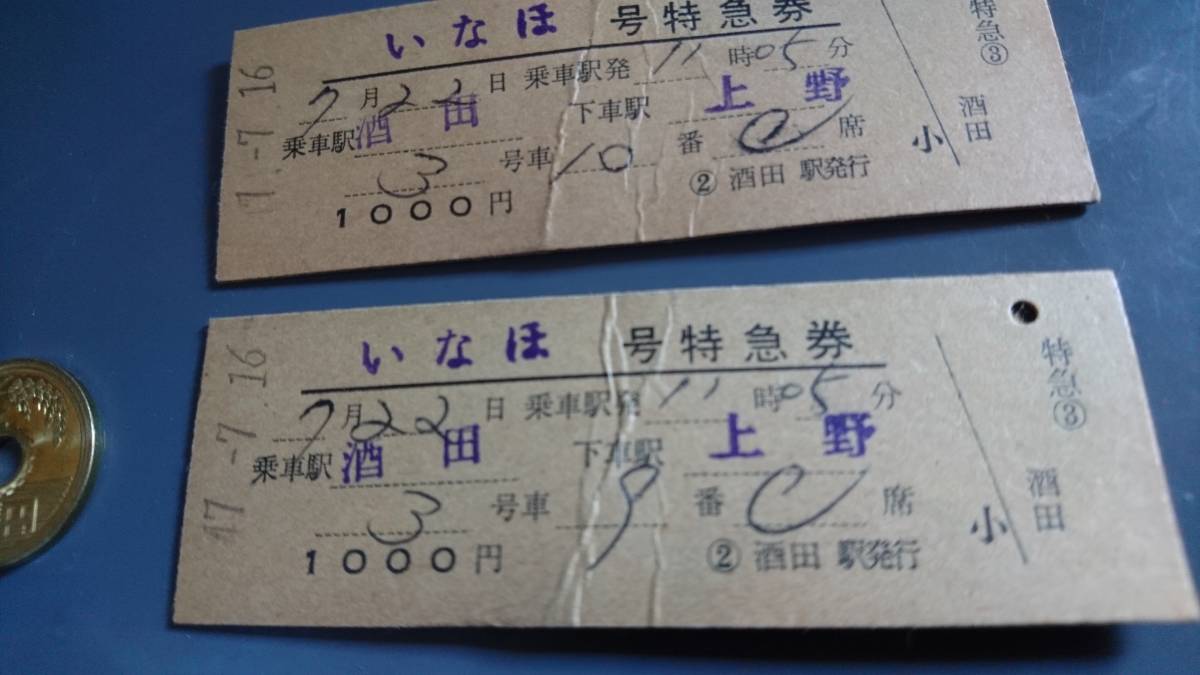 いなほ 号特急券
7月22日 乗車駅発 11時05分
乗車駅 酒田 下車駅 上野
3 号車 10 番 C 席
1000円 ② 酒田 駅発行
小
特急③
酒田
-7.16
いなほ 号特急券
7月22日 乗車駅発 11時05分
乗車駅 酒田 下車駅 上野
3 号車 9 番 C 席
1000円 ② 酒田 駅発行
小
特急③
酒田
47 -7.16